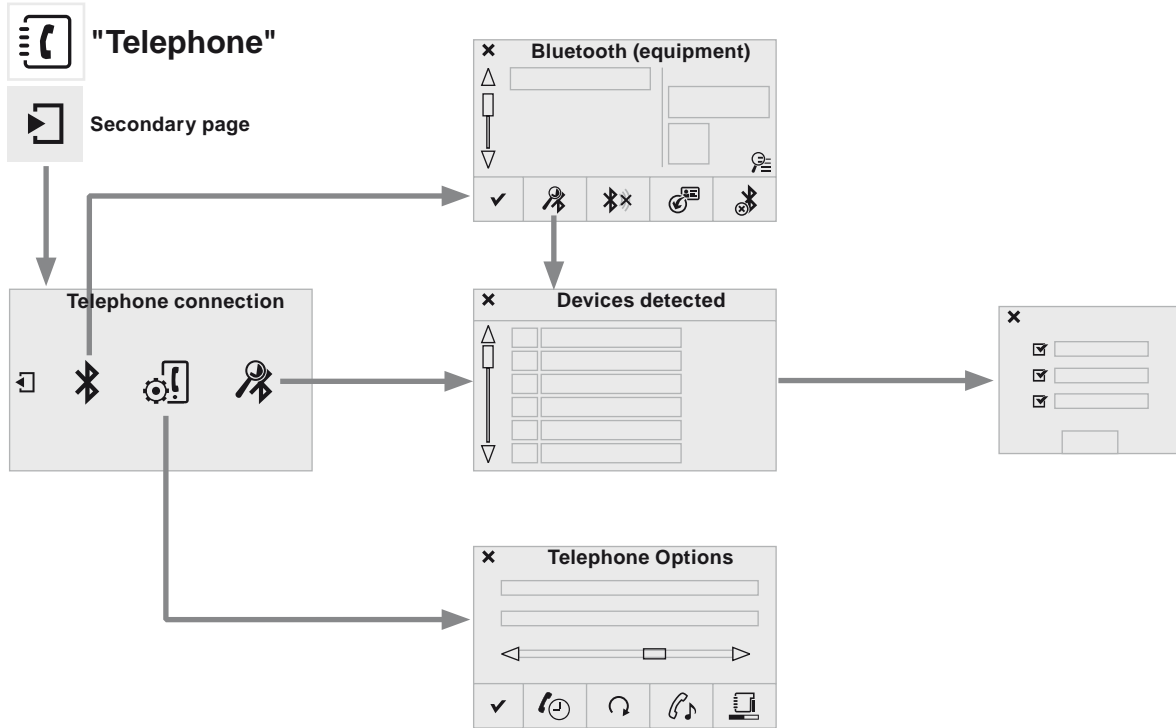 "Telephone"
Secondary page
Bluetooth (equipment)
Telephone connection
Devices detected
Telephone Options